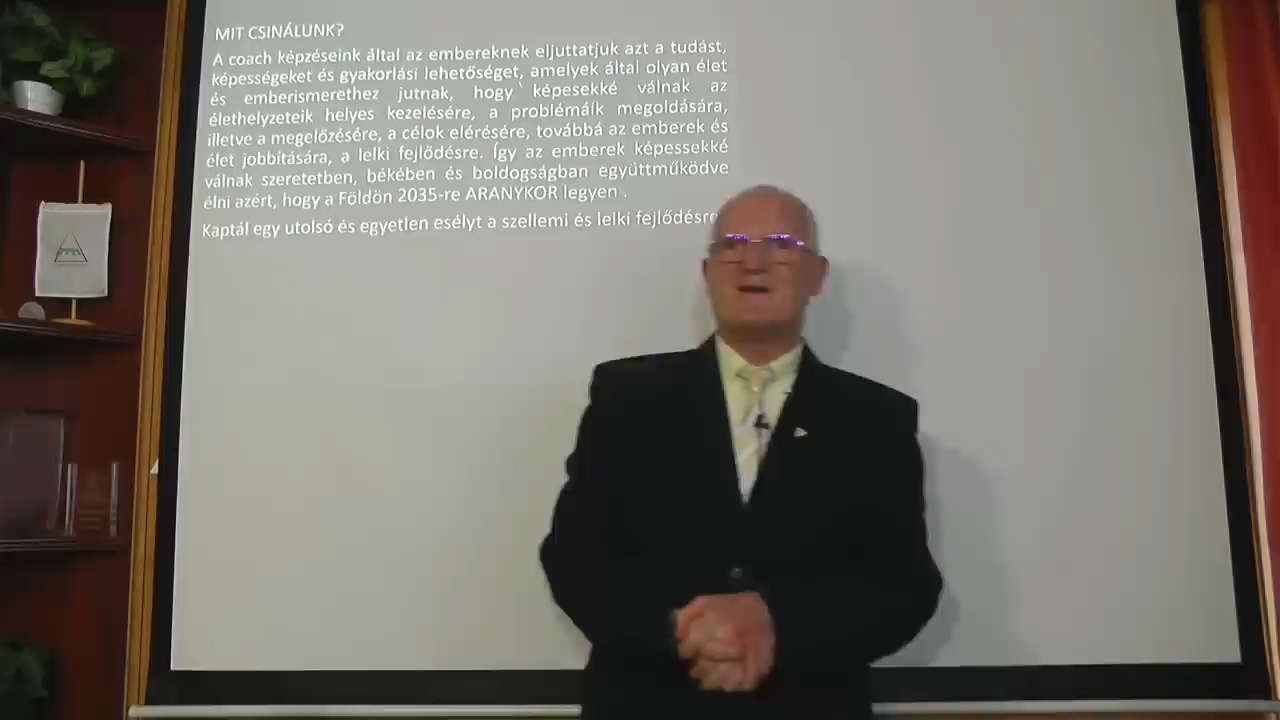 MIT CSINÁLUNK?
A coach képzéseink által az embereknek eljuttatjuk azt a tudást,
képességeket és gyakorlási lehetőséget, amelyek által olyan élet
és emberismerethez jutnak, hogy képesekké válnak az
élethelyzeteik helyes kezelésére, a problémáik megoldására,
illetve a megelőzésére, a célok elérésére, továbbá az emberek és
élet jobbítására, a lelki fejlődésre. Így az emberek képessekké
válnak szeretetben, békében és boldogságban együttműködve
élni azért, hogy a Földön 2035-re ARANYKOR legyen .
Kaptál egy utolsó és egyetlen esélyt a szellemi és lelki fejlődésre